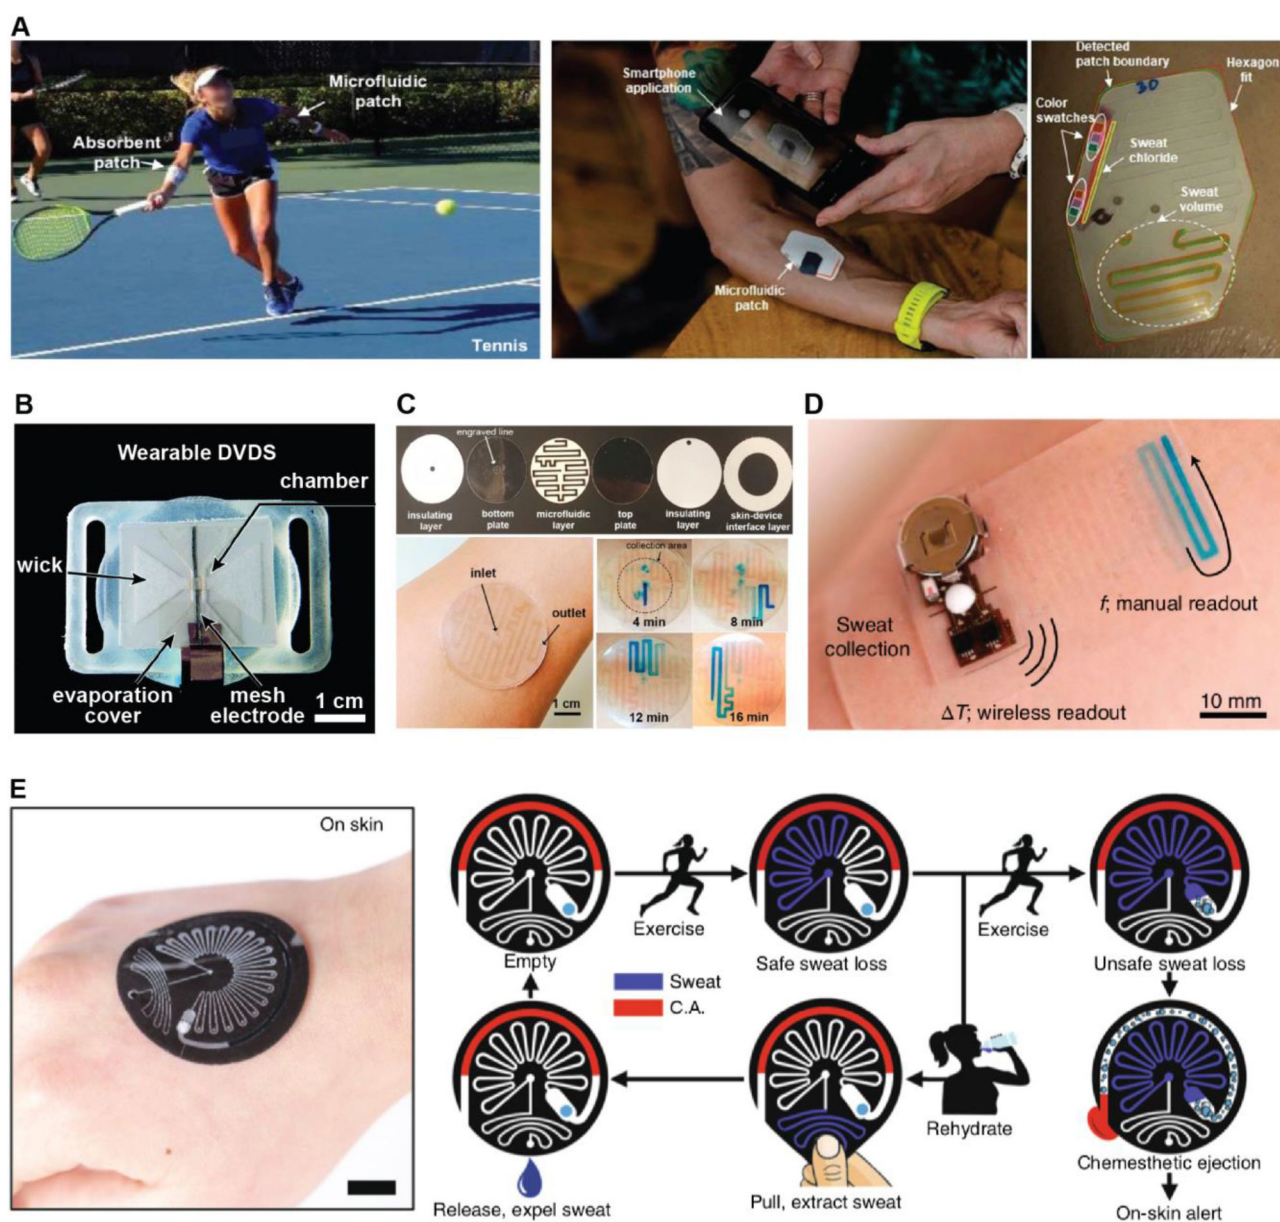 A
Microfluidic
patch
Absorbent
patch
Tennis
Smartphone
application
Microfluidic
patch
Detected
patch boundary
Hexagon
fit
30
Color
swatches
Sweat
chloride
Sweat
volume
B
Wearable DVDS
chamber
wick
evaporation
cover
mesh
electrode
1 cm
C
engraved line
insulating
layer
bottom
plate
microfluidic
layer
top
plate
insulating
layer
skin-device
interface layer
inlet
outlet
1 cm
collection area
4 min
8 min
12 min
16 min
D
Sweat
collection
f; manual readout
ΔT; wireless readout
10 mm
E
On skin
Empty
Exercise
Safe sweat loss
Exercise
Unsafe sweat loss
Sweat
C.A.
Release, expel sweat
Pull, extract sweat
Rehydrate
Chemesthetic ejection
On-skin alert